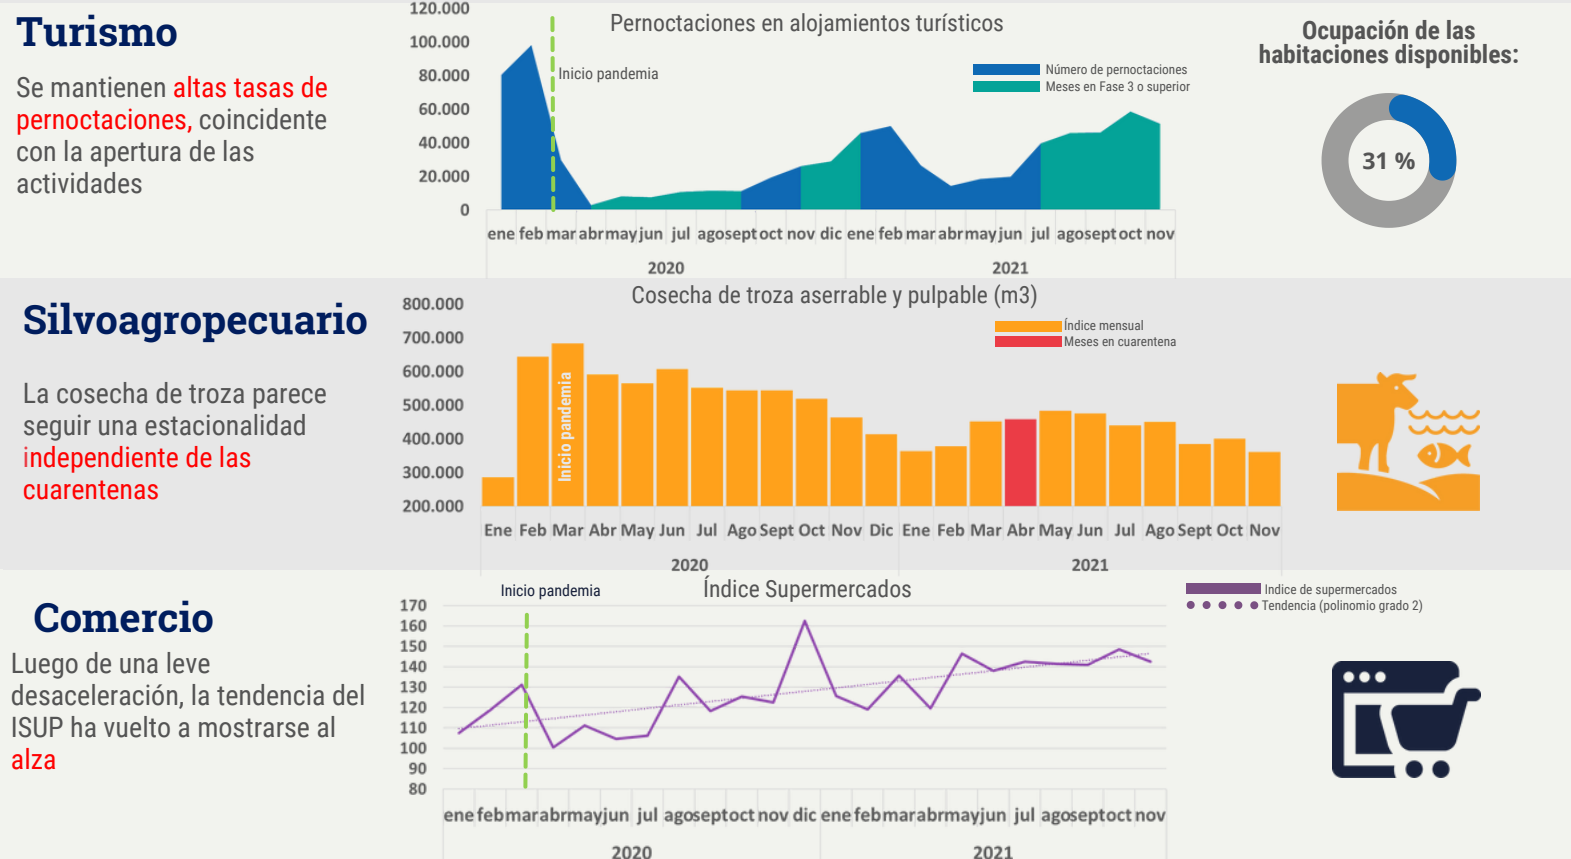 Turismo
Se mantienen altas tasas de
pernoctaciones, coincidente
con la apertura de las
actividades
Pernoctaciones en alojamientos turísticos
120.000
100.000
80.000
60.000
40.000
20.000
0
Inicio pandemia
Número de pernoctaciones
Meses en Fase 3 o superior
ene feb mar abr may jun jul ago sept oct nov dic ene feb mar abr may jun jul ago sept oct nov
2020 2021
Ocupación de las
habitaciones disponibles:
31 %
Silvoagropecuario
La cosecha de troza parece
seguir una estacionalidad
independiente de las
cuarentenas
Cosecha de troza aserrable y pulpable (m3)
800.000
700.000
600.000
500.000
400.000
300.000
200.000
Índice mensual
Meses en cuarentena
Inicio pandemia
Ene Feb Mar Abr May Jun Jul Ago Sept Oct Nov Dic Ene Feb Mar Abr May Jun Jul Ago Sept Oct Nov
2020 2021
Comercio
Luego de una leve
desaceleración, la tendencia del
ISUP ha vuelto a mostrarse al
alza
Inicio pandemia
Índice Supermercados
Indice de supermercados
Tendencia (polinomio grado 2)
170
160
150
140
130
120
110
100
90
80
ene feb mar abr may jun jul ago sept oct nov dic ene feb mar abr may jun jul ago sept oct nov
2020 2021